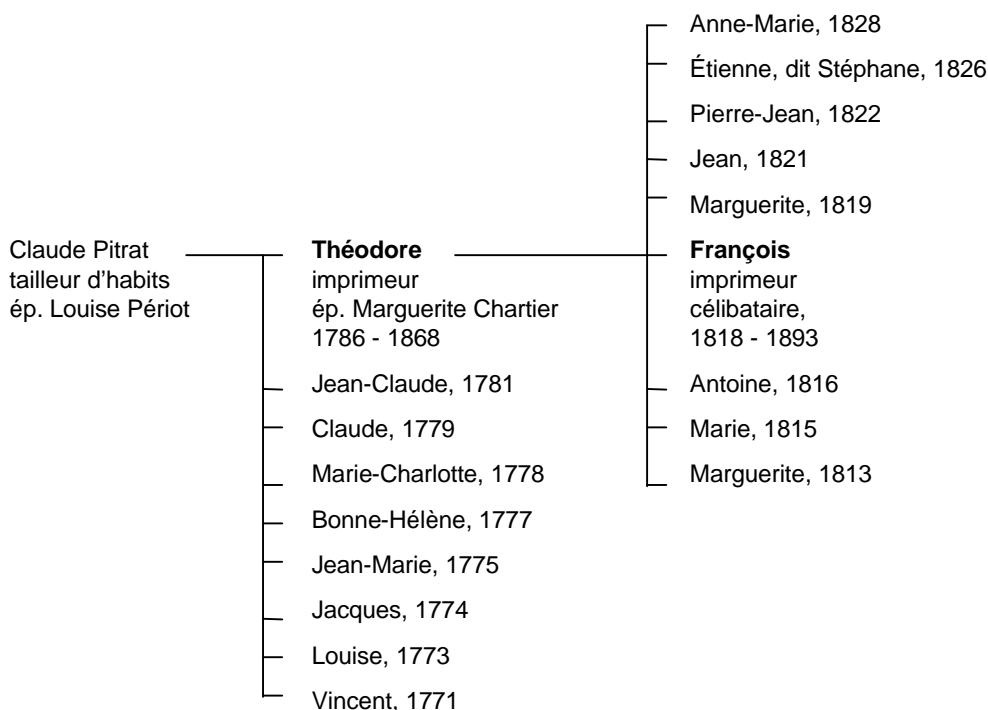 Claude Pitrat
tailleur d'habits
ép. Louise Périot
Théodore
imprimeur
ép. Marguerite Chartier
1786 - 1868
Jean-Claude, 1781
Claude, 1779
Marie-Charlotte, 1778
Bonne-Hélène, 1777
Jean-Marie, 1775
Jacques, 1774
Louise, 1773
Vincent, 1771
Anne-Marie, 1828
Étienne, dit Stéphane, 1826
Pierre-Jean, 1822
Jean, 1821
Marguerite, 1819
François
imprimeur
célibataire,
1818 - 1893
Antoine, 1816
Marie, 1815
Marguerite, 1813